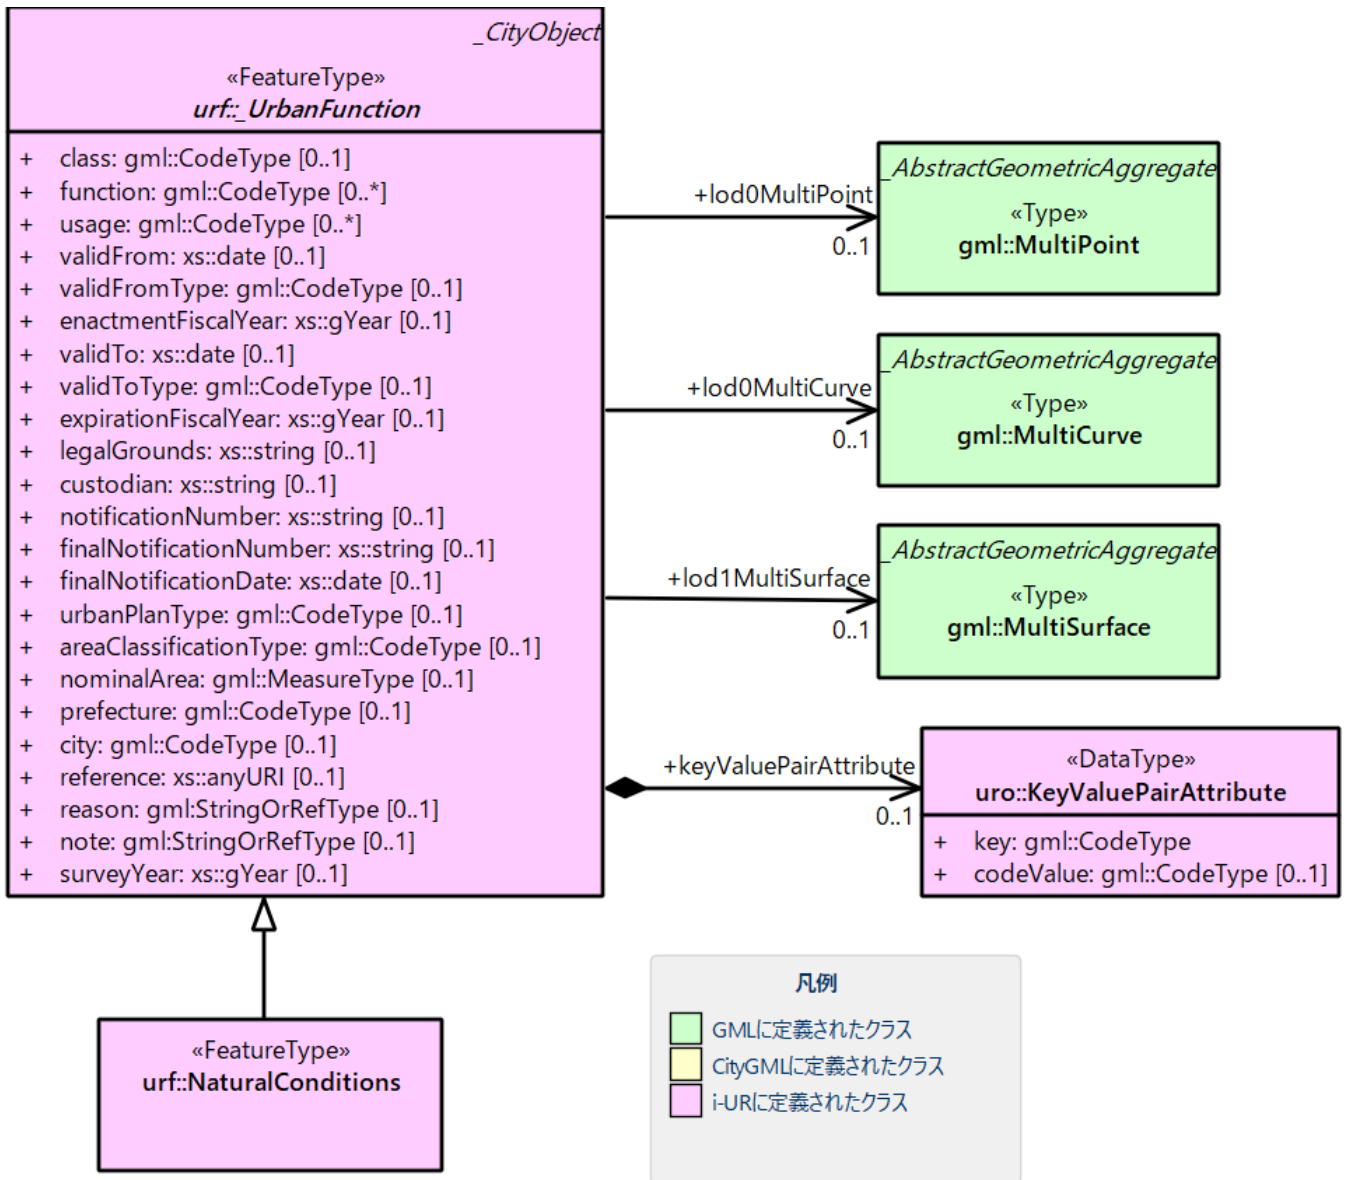 _CityObject
«FeatureType»
urf::_UrbanFunction
+ class: gml::CodeType [0..1]
+ function: gml::CodeType [0..*]
+ usage: gml::CodeType [0..*]
+ validFrom: xs::date [0..1]
+ validFromType: gml::CodeType [0..1]
+ enactmentFiscalYear: xs::gYear [0..1]
+ validTo: xs::date [0..1]
+ validToType: gml::CodeType [0..1]
+ expirationFiscalYear: xs::gYear [0..1]
+ legalGrounds: xs::string [0..1]
+ custodian: xs::string [0..1]
+ notificationNumber: xs::string [0..1]
+ finalNotificationNumber: xs::string [0..1]
+ finalNotificationDate: xs::date [0..1]
+ urbanPlanType: gml::CodeType [0..1]
+ areaClassificationType: gml::CodeType [0..1]
+ nominalArea: gml::MeasureType [0..1]
+ prefecture: gml::CodeType [0..1]
+ city: gml::CodeType [0..1]
+ reference: xs::anyURI [0..1]
+ reason: gml:StringOrRefType [0..1]
+ note: gml:StringOrRefType [0..1]
+ surveyYear: xs::gYear [0..1]
+lod0MultiPoint
0..1
_AbstractGeometricAggregate
«Type»
gml::MultiPoint
+lod0MultiCurve
0..1
_AbstractGeometricAggregate
«Type»
gml::MultiCurve
+lod1MultiSurface
0..1
_AbstractGeometricAggregate
«Type»
gml::MultiSurface
+keyValuePairAttribute
0..1
«DataType»
uro::KeyValuePairAttribute
+ key: gml::CodeType
+ codeValue: gml::CodeType [0..1]
«FeatureType»
urf::NaturalConditions
凡例
GMLに定義されたクラス
CityGMLに定義されたクラス
i-URに定義されたクラス